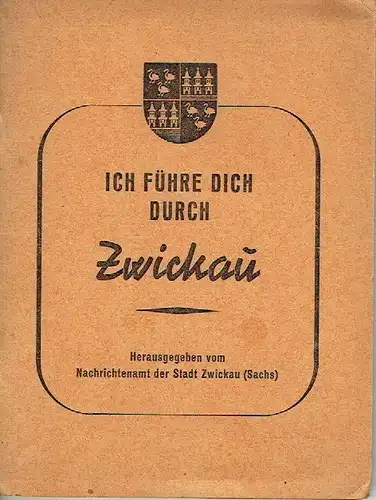 ICH FÜHRE DICH
DURCH
Zwickau
Herausgegeben vom
Nachrichtenamt der Stadt Zwickau (Sachs)